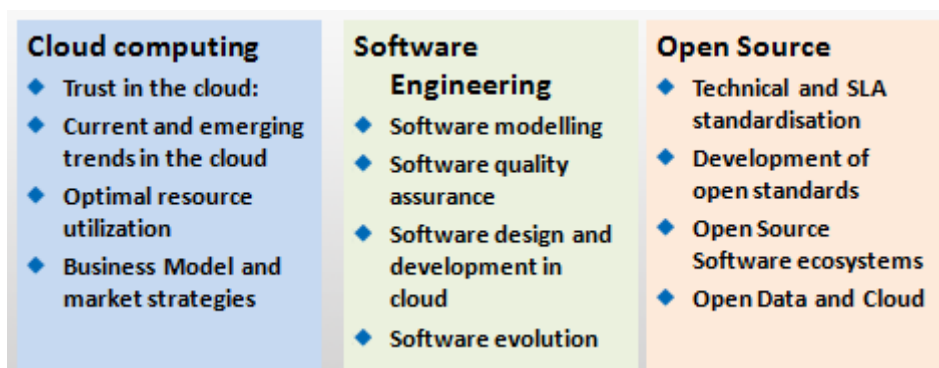 Cloud computing
Trust in the cloud:
Current and emerging
trends in the cloud
Optimal resource
utilization
Business Model and
market strategies
Software
Engineering
Software modelling
Software quality
assurance
Software design and
development in
cloud
Software evolution
Open Source
Technical and SLA
standardisation
Development of
open standards
Open Source
Software ecosystems
Open Data and Cloud